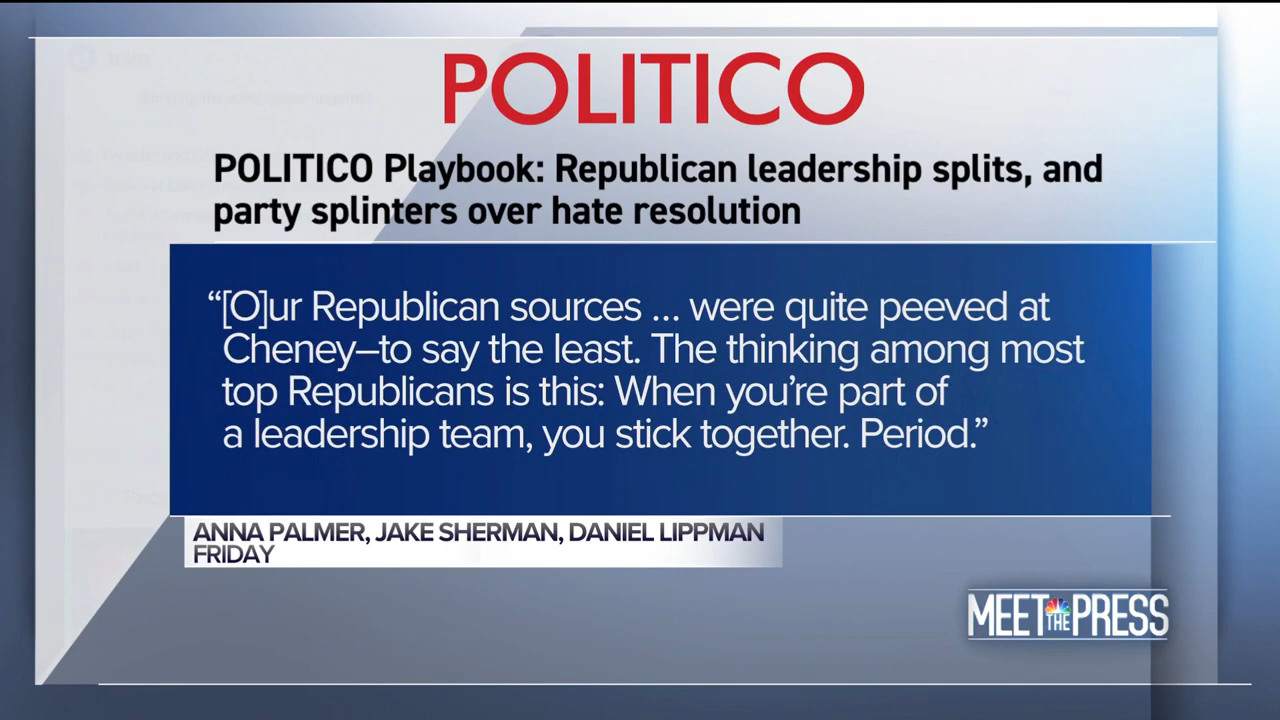 POLITICO
POLITICO Playbook: Republican leadership splits, and
party splinters over hate resolution
“[O]ur Republican sources ... were quite peeved at
Cheney–to say the least. The thinking among most
top Republicans is this: When you’re part of
a leadership team, you stick together. Period.”
ANNA PALMER, JAKE SHERMAN, DANIEL LIPPMAN
FRIDAY
MEET THE PRESS